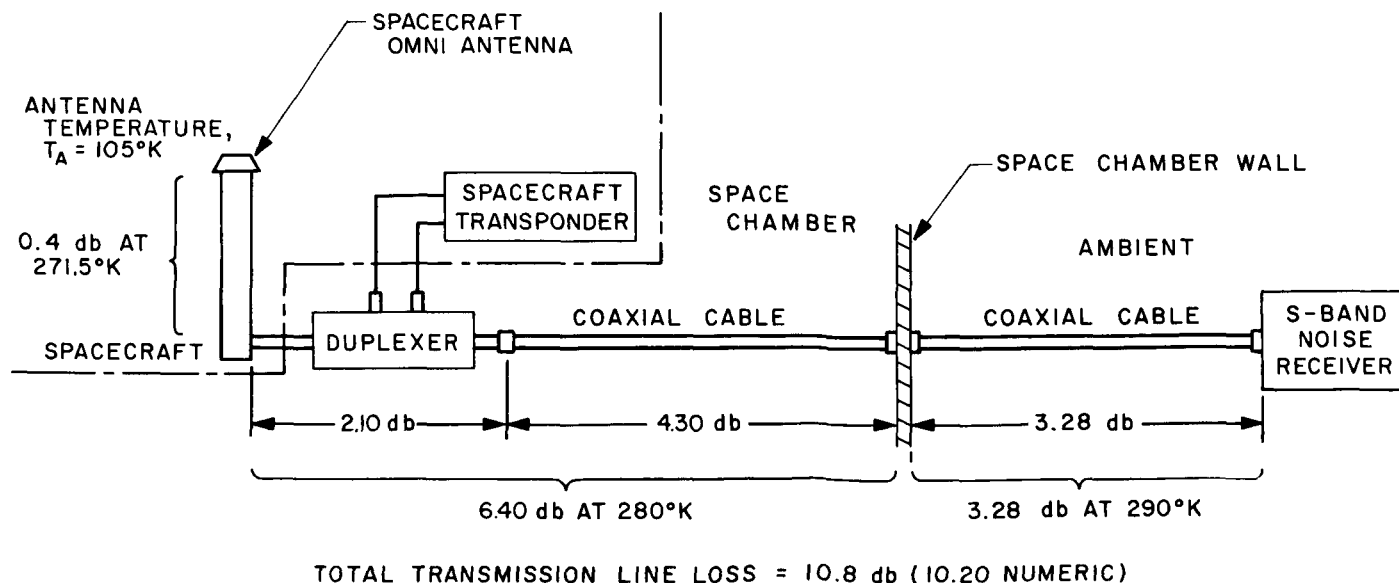 SPACECRAFT
OMNI ANTENNA
ANTENNA
TEMPERATURE,
TA = 105°K
0.4 db AT
271.5°K
SPACECRAFT
TRANSPONDER
SPACE
CHAMBER
SPACE CHAMBER WALL
AMBIENT
SPACECRAFT
DUPLEXER
COAXIAL CABLE
COAXIAL CABLE
S-BAND
NOISE
RECEIVER
2.10 db
4.30 db
3.28 db
6.40 db AT 280°K
3.28 db AT 290°K
TOTAL TRANSMISSION LINE LOSS = 10.8 db (10.20 NUMERIC)